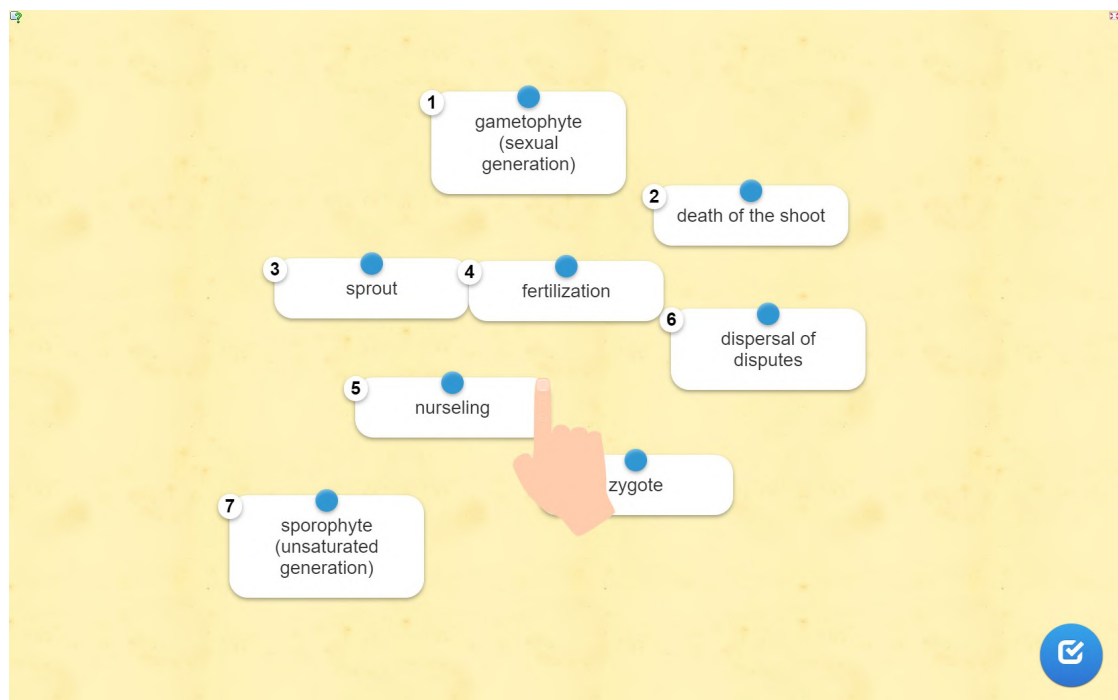 1
gametophyte
(sexual
generation)
2
death of the shoot
3
sprout
4
fertilization
6
dispersal of
disputes
5
nurseling
zygote
7
sporophyte
(unsaturated
generation)